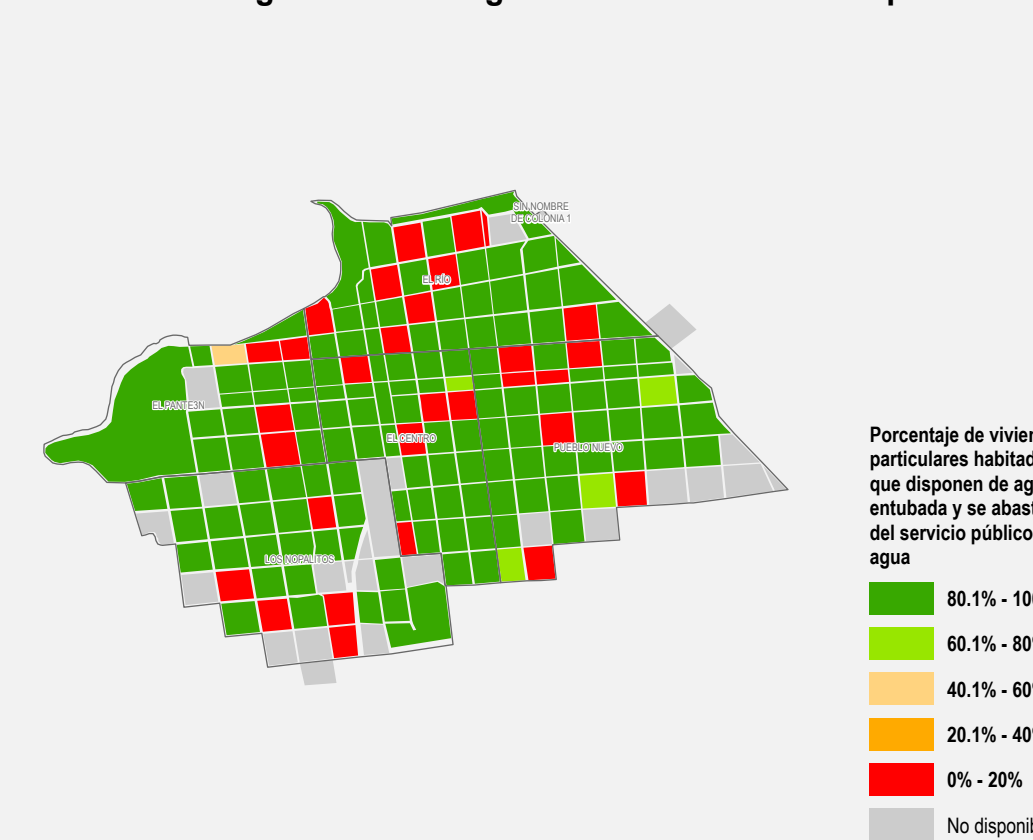 SIN NOMBRE
DE COLONIA 1
EL RÍO
EL PANTE3N
EL CENTRO
PUEBLO NUEVO
LOS NOPALITOS
Porcentaje de vivien
particulares habitad
que disponen de ag
entubada y se abast
del servicio público
agua
80.1% - 10
60.1% - 80
40.1% - 60
20.1% - 40
0% - 20%
No disponib